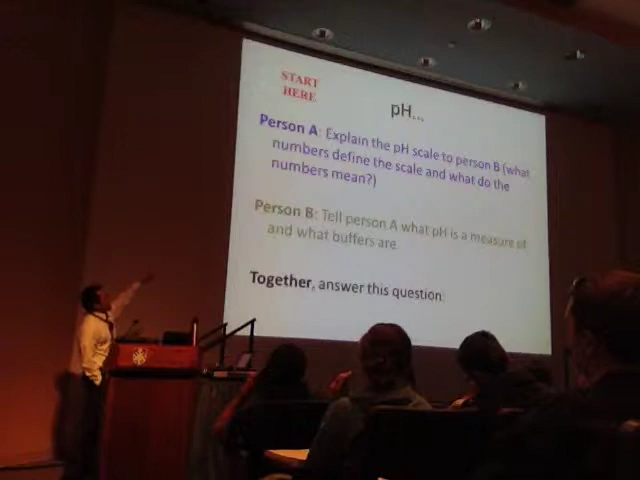 START
HERE
pH...
Person A: Explain the pH scale to person B (what
numbers define the scale and what do the
numbers mean?)
Person B: Tell person A what pH is a measure of
and what buffers are.
Together, answer this question: